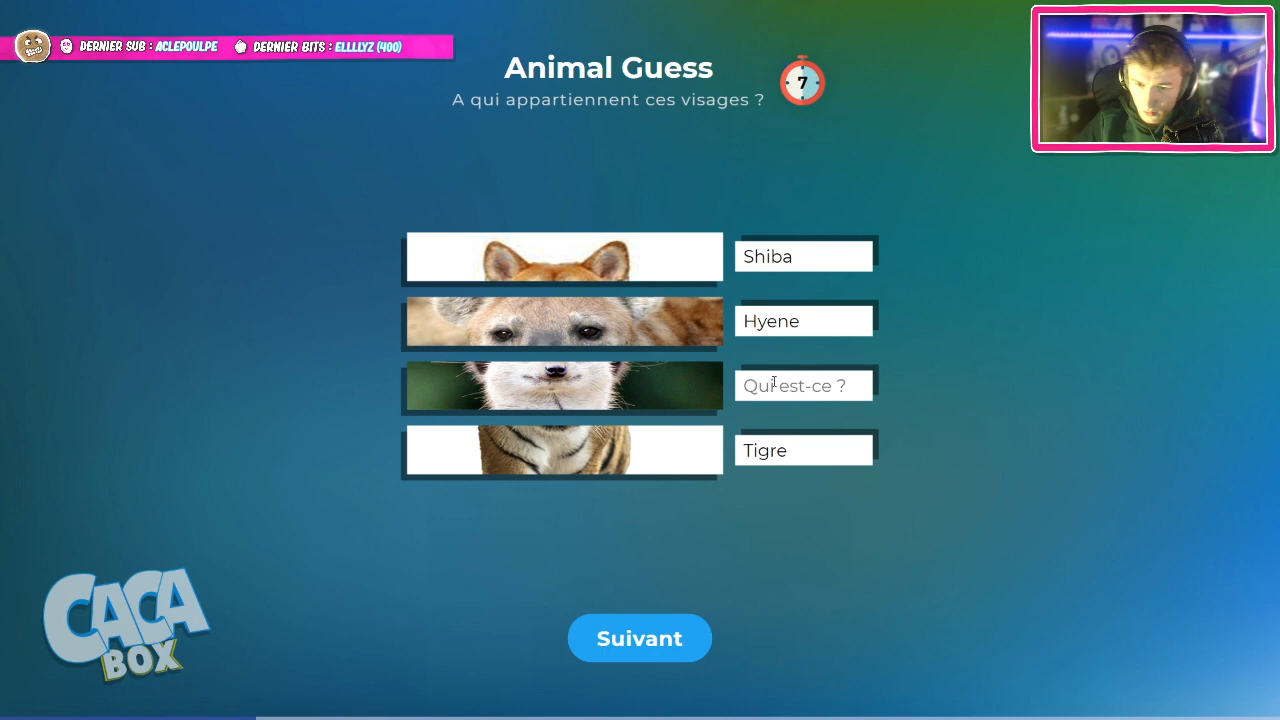 DERNIER SUB : ACLEPOULPE DERNIER BITS : ELLLLYZ (400)
Animal Guess
7
A qui appartiennent ces visages ?
Shiba
Hyene
Qui est-ce ?
Tigre
CACA
BOX
Suivant